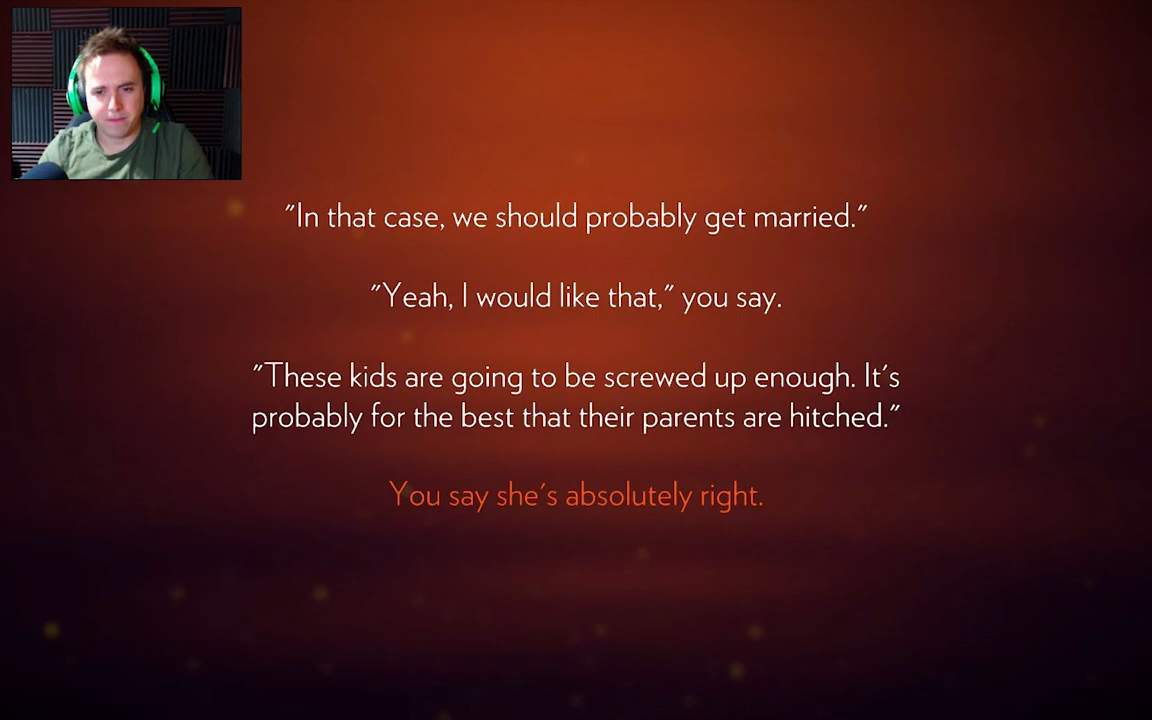 "In that case, we should probably get married."
"Yeah, I would like that," you say.
"These kids are going to be screwed up enough. It's
probably for the best that their parents are hitched."
You say she's absolutely right.